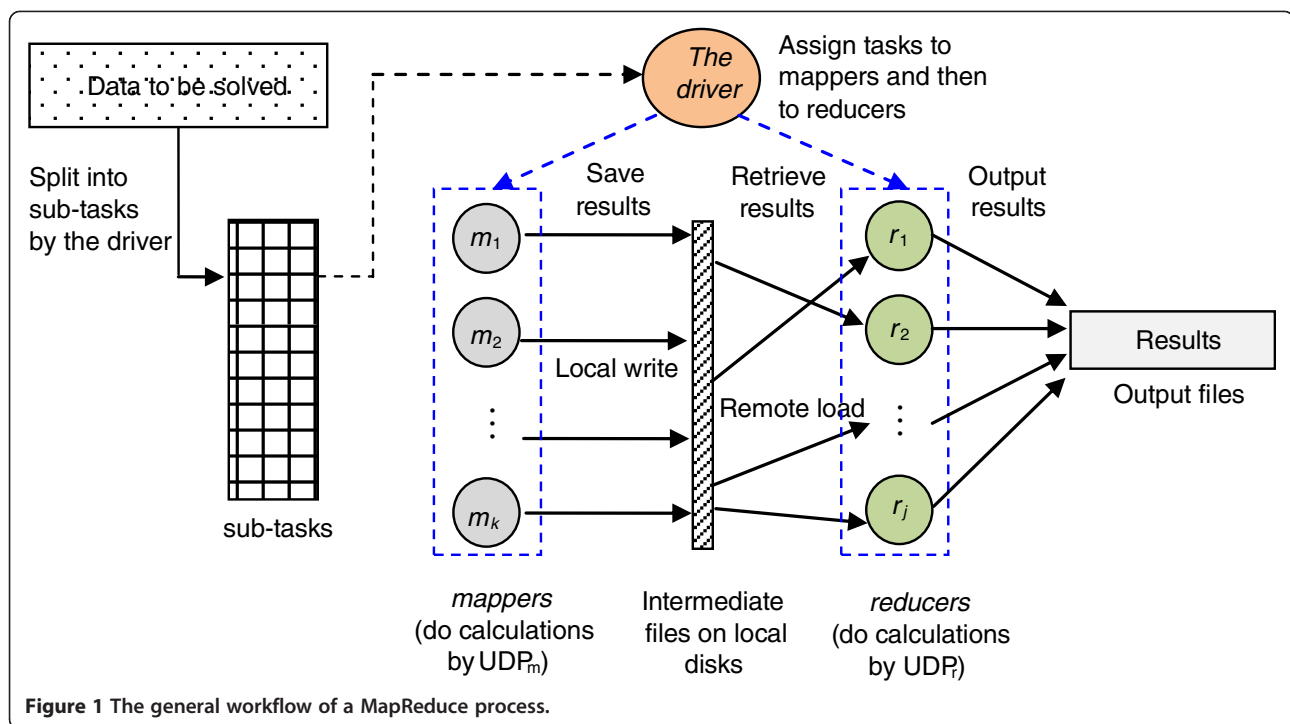 Data to be solved
Split into
sub-tasks
by the driver
sub-tasks
The
driver
Assign tasks to
mappers and then
to reducers
Save
results
Retrieve
results
Output
results
m1
m2
⋮
mk
Local write
Remote load
r1
r2
⋮
rj
Results
Output files
mappers
(do calculations
by UDPm)
Intermediate
files on local
disks
reducers
(do calculations
by UDPr)
Figure 1 The general workflow of a MapReduce process.